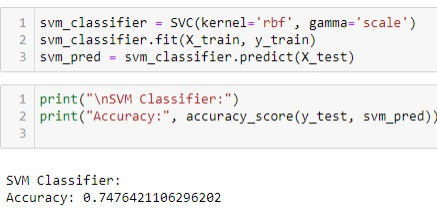 1 svm_classifier = SVC(kernel='rbf', gamma='scale')
2 svm_classifier.fit(X_train, y_train)
3 svm_pred = svm_classifier.predict(X_test)
1 print("\nSVM Classifier:")
2 print("Accuracy:", accuracy_score(y_test, svm_pred))
3
SVM Classifier:
Accuracy: 0.7476421106296202